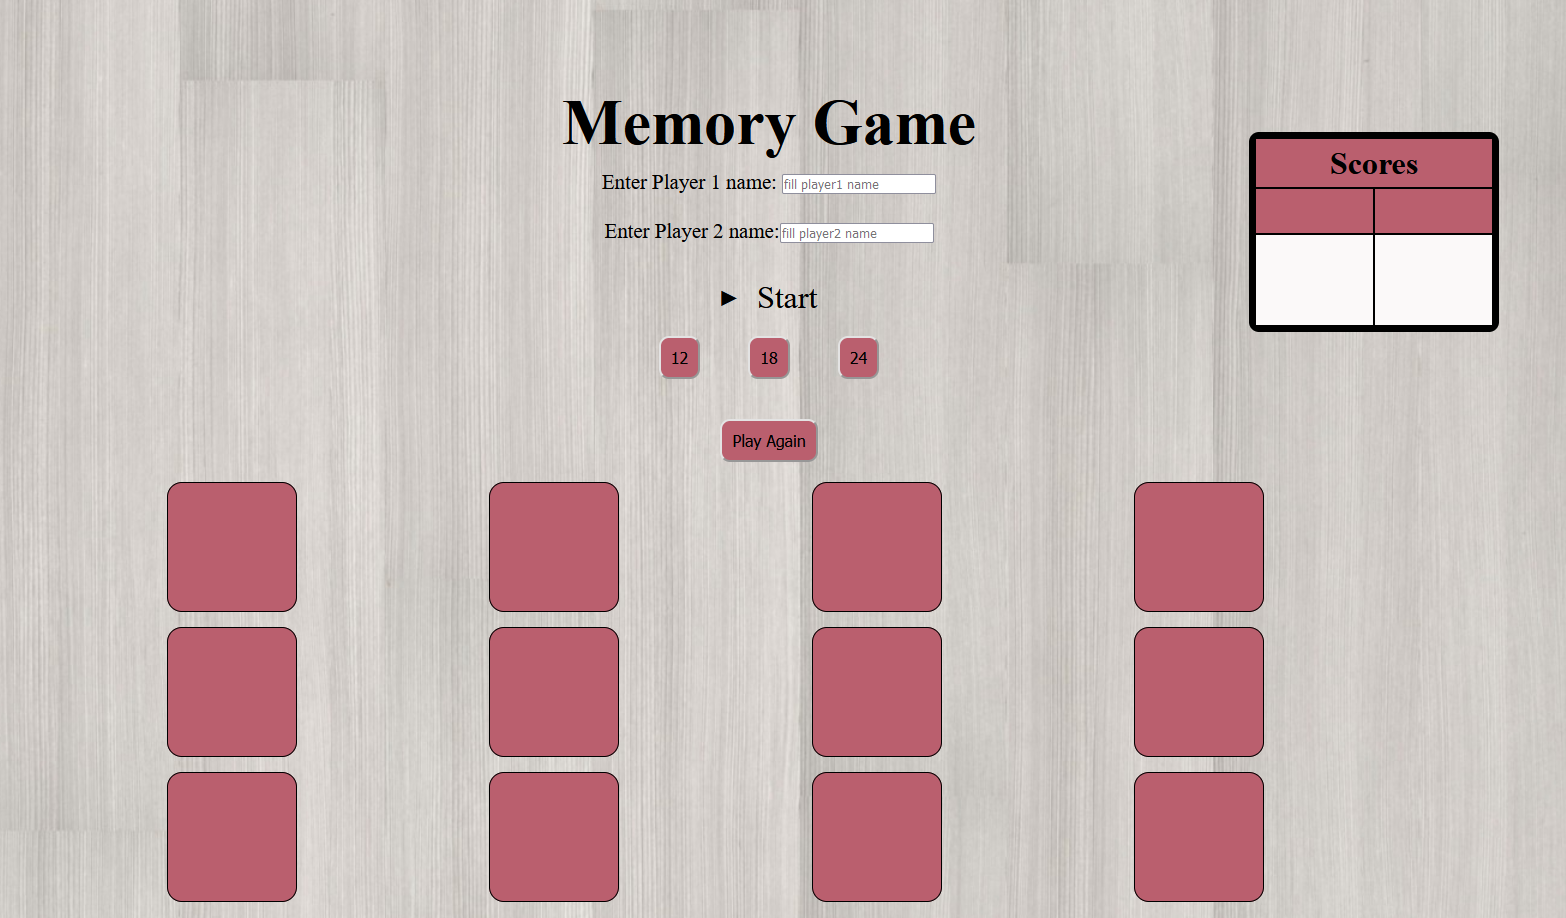 Memory Game
Enter Player 1 name: fill player1 name
Enter Player 2 name:fill player2 name
► Start
12 18 24
Play Again
Scores